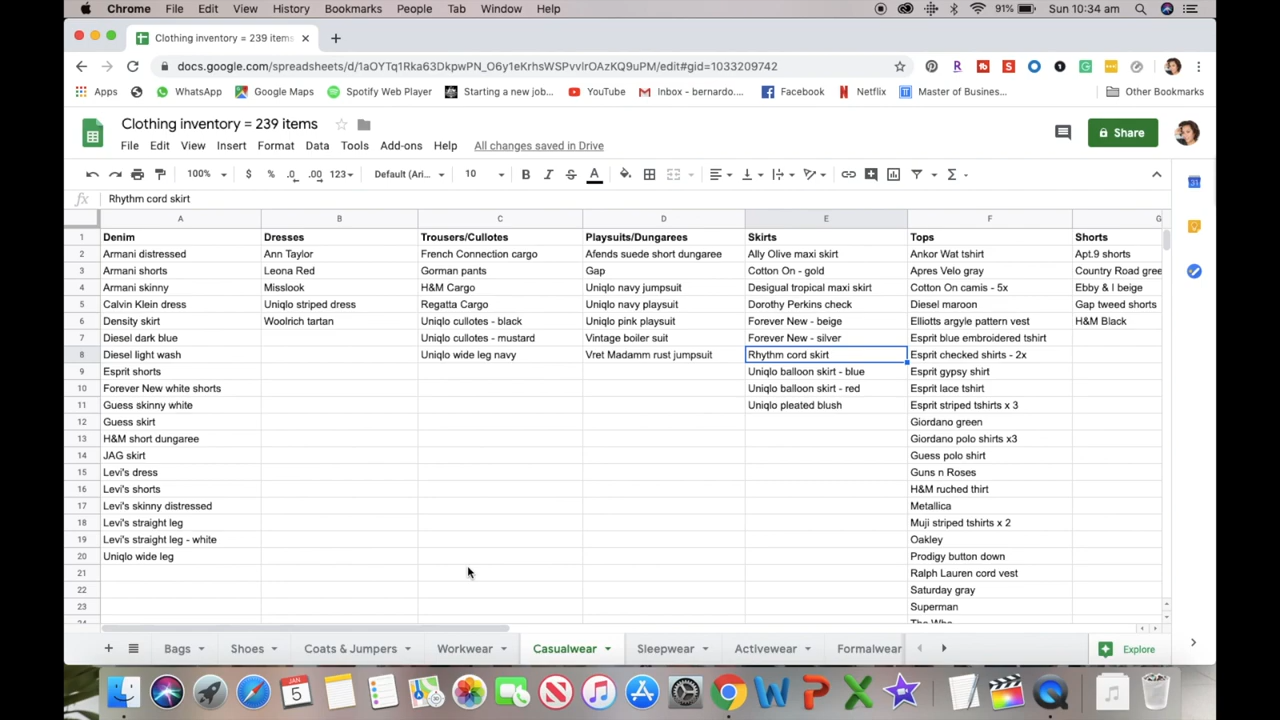 Chrome File Edit View History Bookmarks People Tab Window Help 91% Sun 10:34 am
Clothing inventory = 239 items
docs.google.com/spreadsheets/d/1aOYTq1Rka63DkpwPN_O6y1eKrhsWSPvvlrOAzKQ9uPM/edit#gid=1033209742
Apps WhatsApp Google Maps Spotify Web Player Starting a new job... YouTube Inbox - bernardo.... Facebook Netflix Master of Busines... Other Bookmarks
Clothing inventory = 239 items
Share
File Edit View Insert Format Data Tools Add-ons Help All changes saved in Drive
100% $ % .0 .00 123 Default (Ari... 10 B I S A
fx Rhythm cord skirt
A B C D E F G
1 Denim Dresses Trousers/Cullotes Playsuits/Dungarees Skirts Tops Shorts
2 Armani distressed Ann Taylor French Connection cargo Afends suede short dungaree Ally Olive maxi skirt Ankor Wat tshirt Apt.9 shorts
3 Armani shorts Leona Red Gorman pants Gap Cotton On - gold Apres Velo gray Country Road gree
4 Armani skinny Misslook H&M Cargo Uniqlo navy jumpsuit Desigual tropical maxi skirt Cotton On camis - 5x Ebby & I beige
5 Calvin Klein dress Uniqlo striped dress Regatta Cargo Uniqlo navy playsuit Dorothy Perkins check Diesel maroon Gap tweed shorts
6 Density skirt Woolrich tartan Uniqlo cullotes - black Uniqlo pink playsuit Forever New - beige Elliotts argyle pattern vest H&M Black
7 Diesel dark blue Uniqlo cullotes - mustard Vintage boiler suit Forever New - silver Esprit blue embroidered tshirt
8 Diesel light wash Uniqlo wide leg navy Vret Madamm rust jumpsuit Rhythm cord skirt Esprit checked shirts - 2x
9 Esprit shorts Uniqlo balloon skirt - blue Esprit gypsy shirt
10 Forever New white shorts Uniqlo balloon skirt - red Esprit lace tshirt
11 Guess skinny white Uniqlo pleated blush Esprit striped tshirts x 3
12 Guess skirt Giordano green
13 H&M short dungaree Giordano polo shirts x3
14 JAG skirt Guess polo shirt
15 Levi's dress Guns n Roses
16 Levi's shorts H&M ruched thirt
17 Levi's skinny distressed Metallica
18 Levi's straight leg Muji striped tshirts x 2
19 Levi's straight leg - white Oakley
20 Uniqlo wide leg Prodigy button down
21 Ralph Lauren cord vest
22 Saturday gray
23 Superman
24 The Who
Bags Shoes Coats & Jumpers Workwear Casualwear Sleepwear Activewear Formalwear Explore
JAN 5